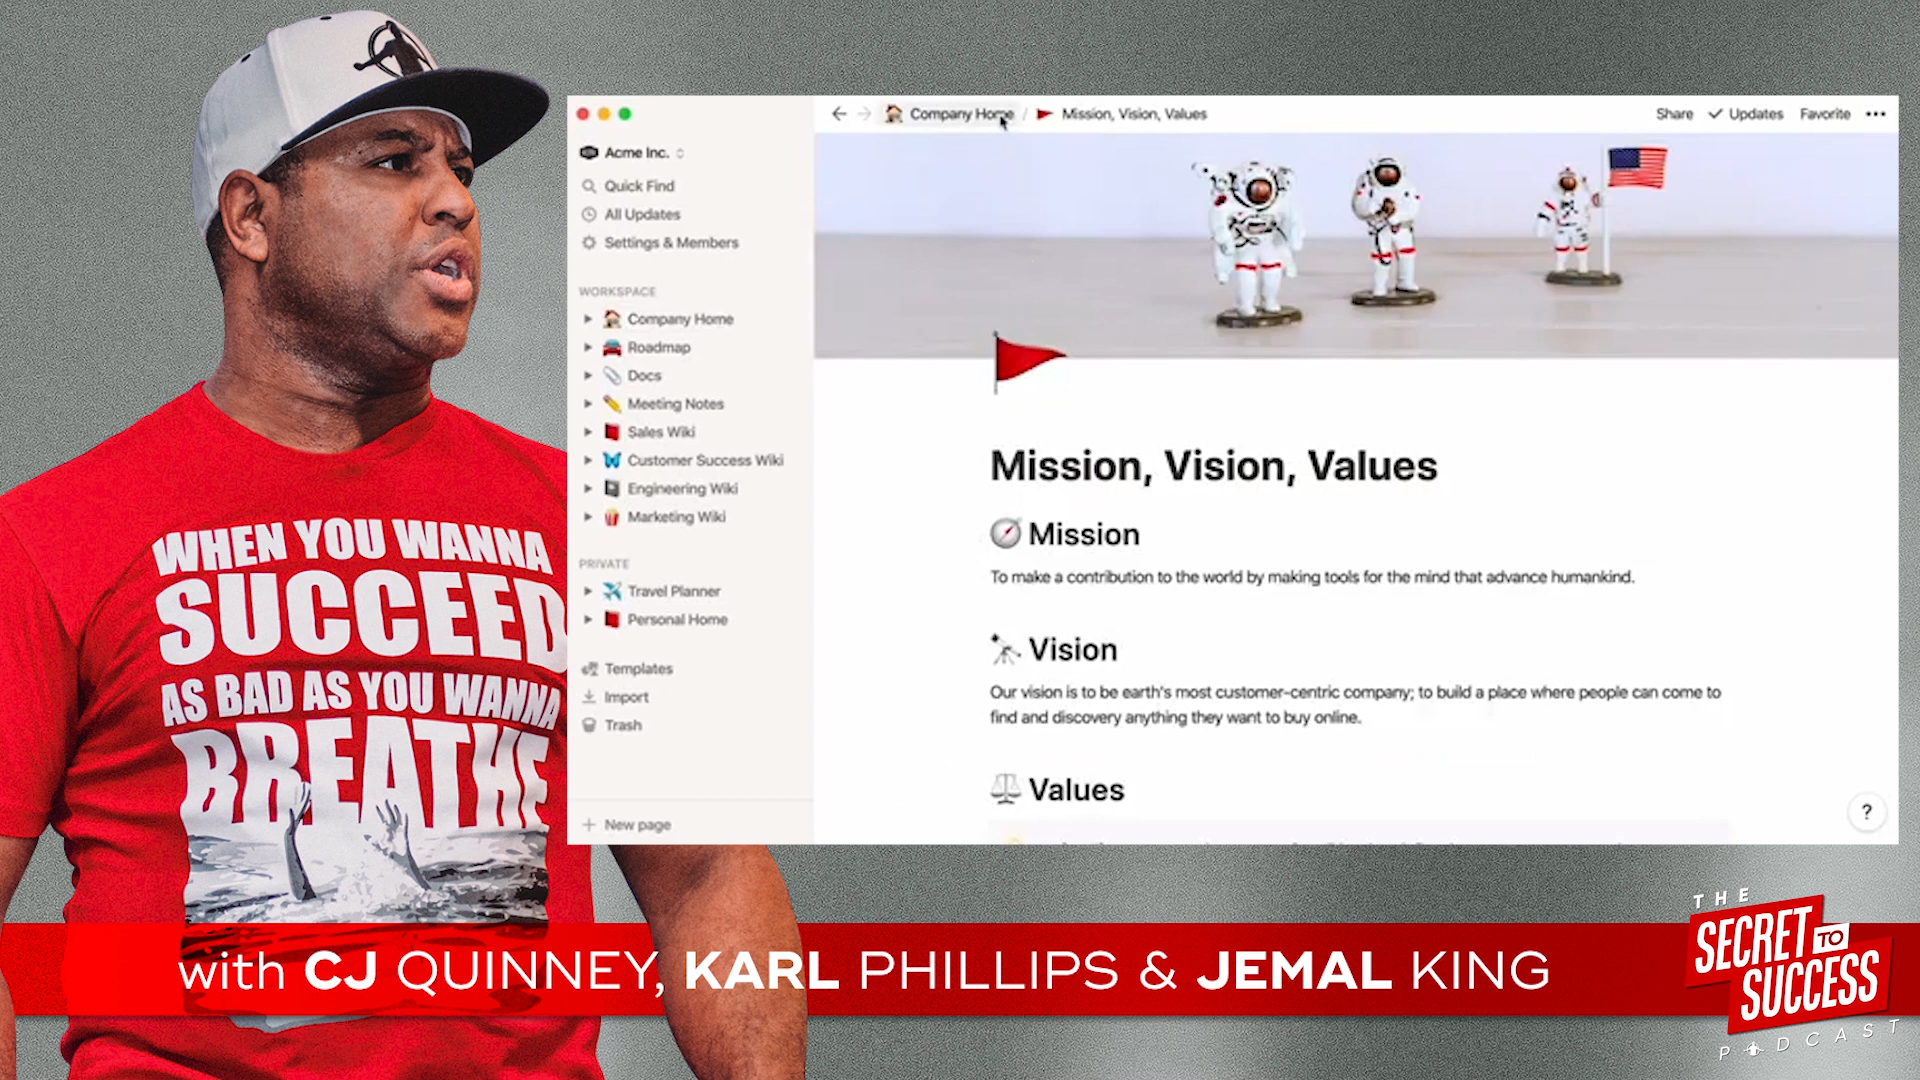 WHEN YOU WANNA
SUCCEED
AS BAD AS YOU WANNA
BREATHE
Acme Inc.
Quick Find
All Updates
Settings & Members
WORKSPACE
Company Home
Roadmap
Docs
Meeting Notes
Sales Wiki
Customer Success Wiki
Engineering Wiki
Marketing Wiki
PRIVATE
Travel Planner
Personal Home
Templates
Import
Trash
+ New page
Company Home / Mission, Vision, Values
Share ✓ Updates Favorite •••
Mission, Vision, Values
Mission
To make a contribution to the world by making tools for the mind that advance humankind.
Vision
Our vision is to be earth's most customer-centric company; to build a place where people can come to
find and discovery anything they want to buy online.
Values
?
with CJ QUINNEY, KARL PHILLIPS & JEMAL KING
THE
SECRET TO
SUCCESS
PODCAST